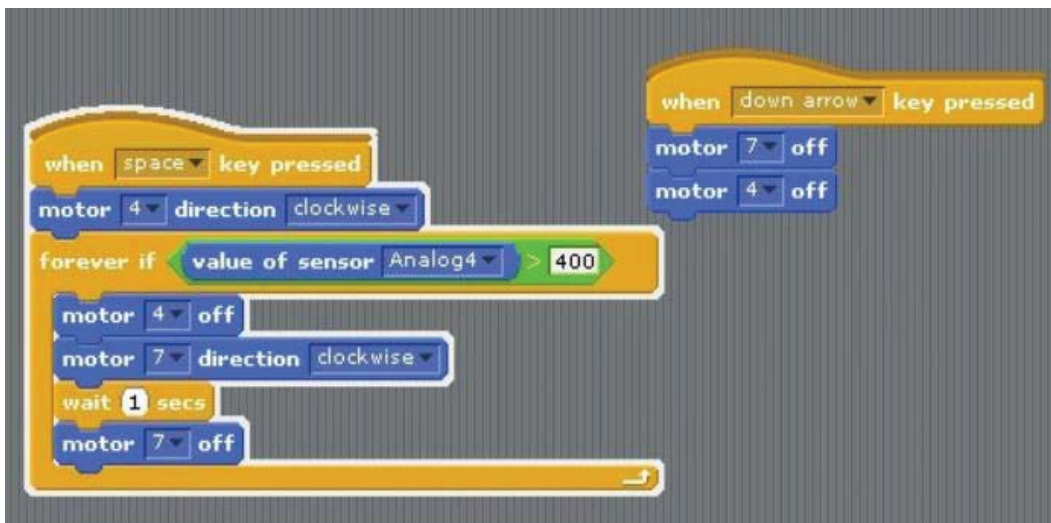 when space key pressed
motor 4 direction clockwise
forever if value of sensor Analog4 > 400
motor 4 off
motor 7 direction clockwise
wait 1 secs
motor 7 off
when down arrow key pressed
motor 7 off
motor 4 off